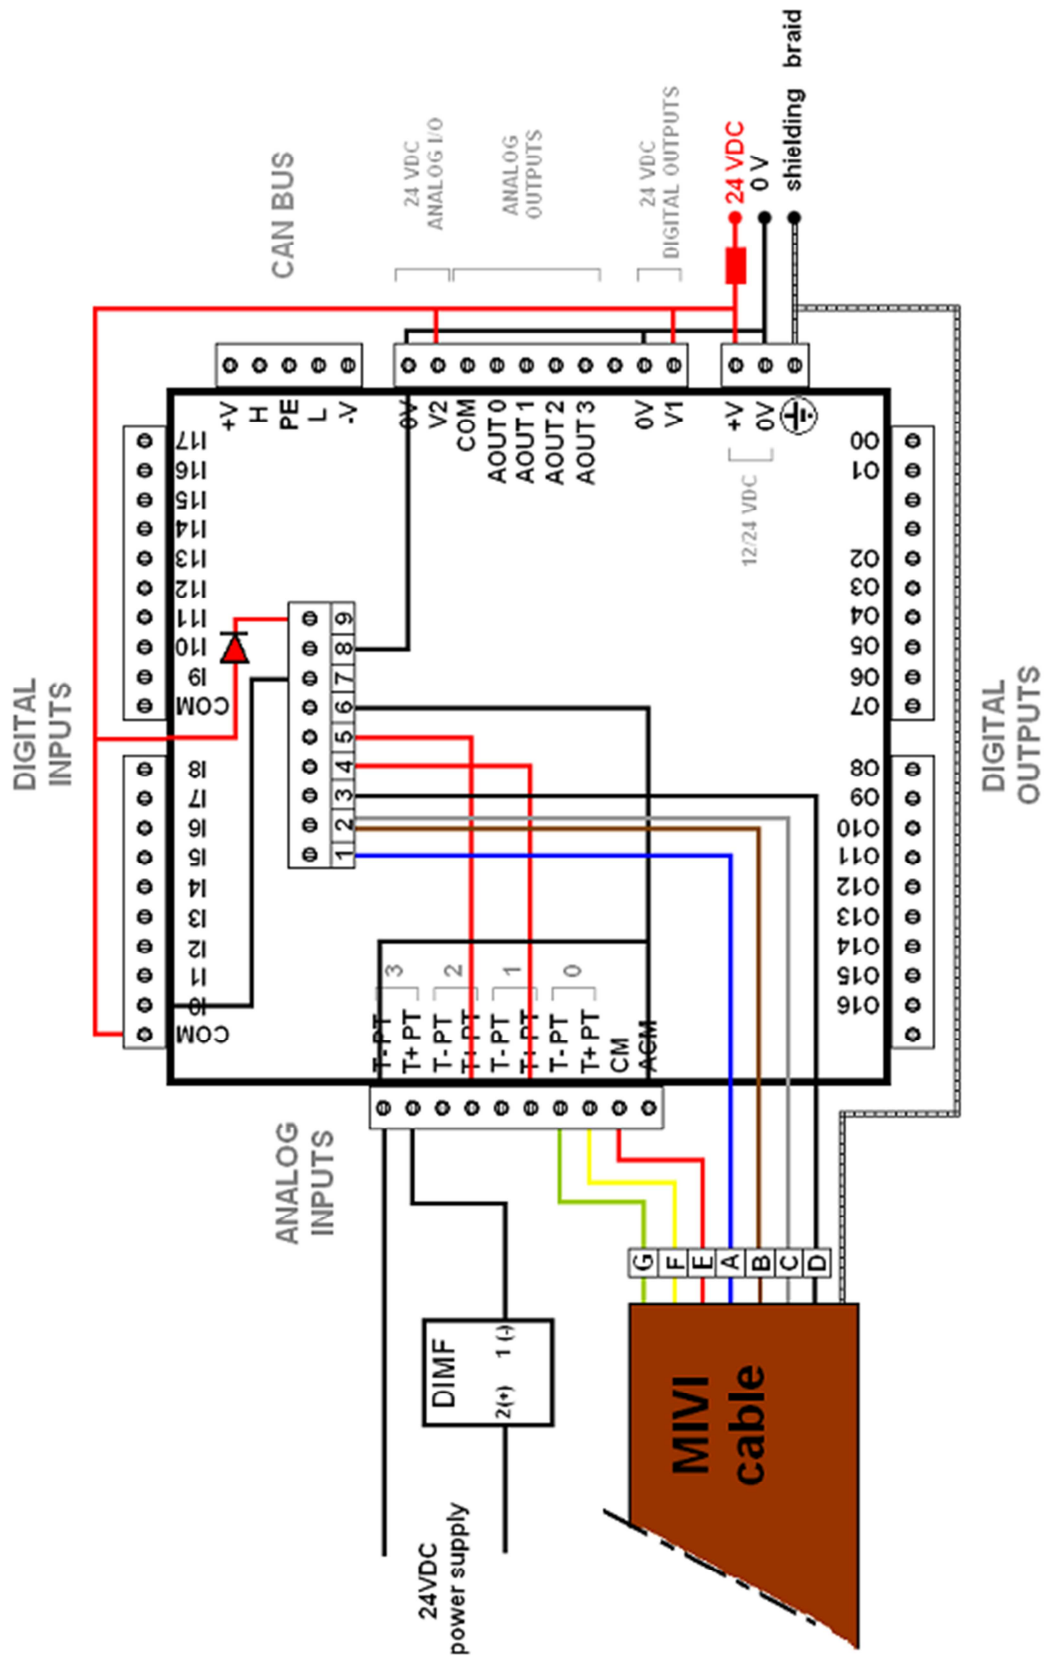 CAN BUS
24 VDC
ANALOG I/O
ANALOG
OUTPUTS
24 VDC
DIGITAL OUTPUTS
24 VDC
0 V
shielding braid
+V
H
PE
L
-V
0V
V2
COM
AOUT 0
AOUT 1
AOUT 2
AOUT 3
0V
V1
+V
0V
12/24 VDC
DIGITAL
INPUTS
I17
I16
I15
I14
I13
I12
I11
I10
I9
COM
I8
I7
I6
I5
I4
I3
I2
I1
I0
COM
9
8
7
6
5
4
3
2
1
O0
O1
O2
O3
O4
O5
O6
O7
O8
O9
O10
O11
O12
O13
O14
O15
O16
DIGITAL
OUTPUTS
3
2
1
0
T- PT
T+ PT
T- PT
T+ PT
T- PT
T+ PT
T- PT
T+ PT
CM
ACM
ANALOG
INPUTS
G
F
E
A
B
C
D
DIMF
1 (-)
2(+)
24VDC
power supply
MIVI
cable